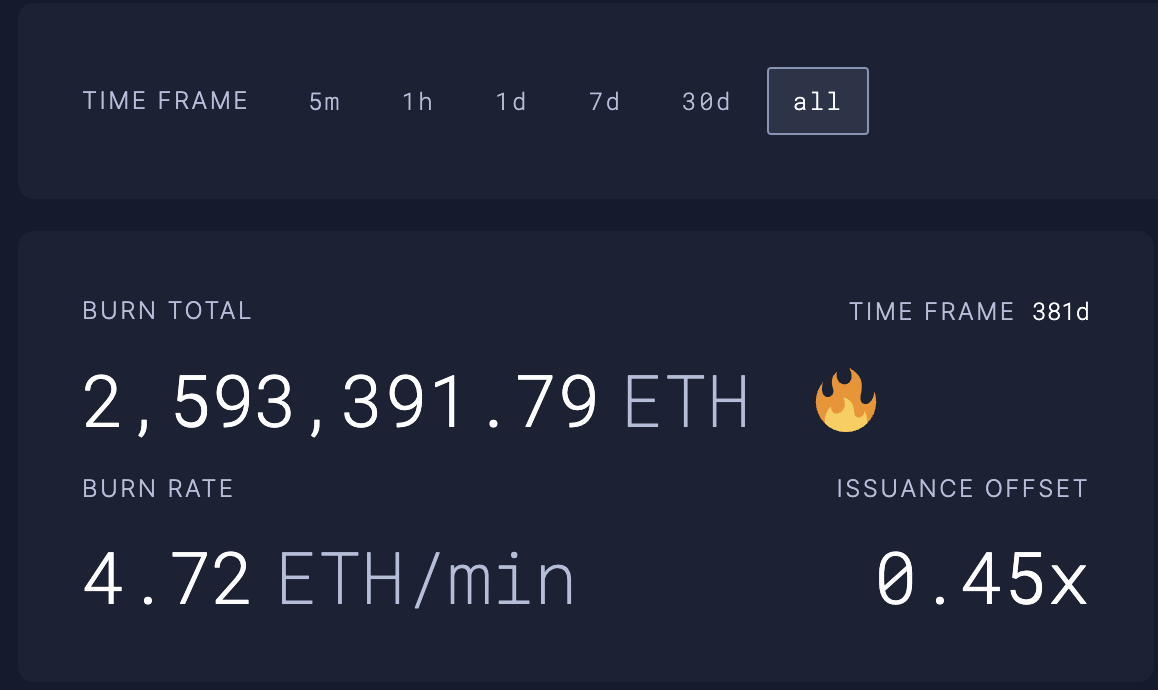 TIME FRAME 5m 1h 1d 7d 30d all
BURN TOTAL TIME FRAME 381d
2,593,391.79 ETH 🔥
BURN RATE ISSUANCE OFFSET
4.72 ETH/min 0.45x